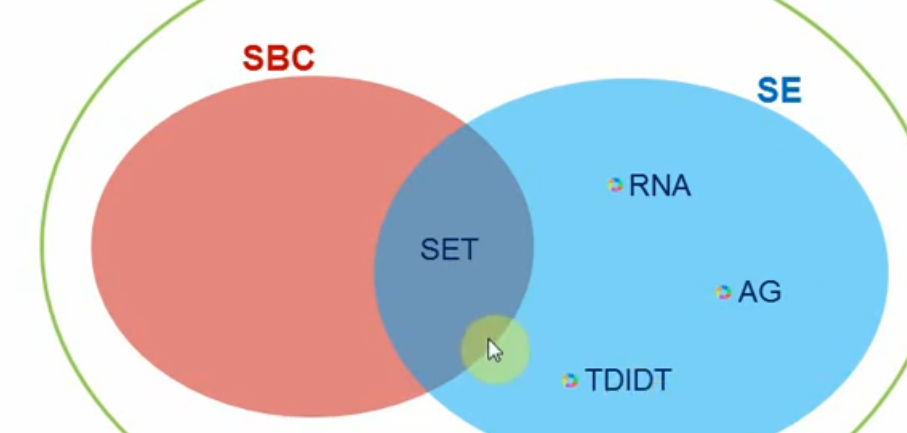 SBC
SE
RNA
SET
AG
TDIDT